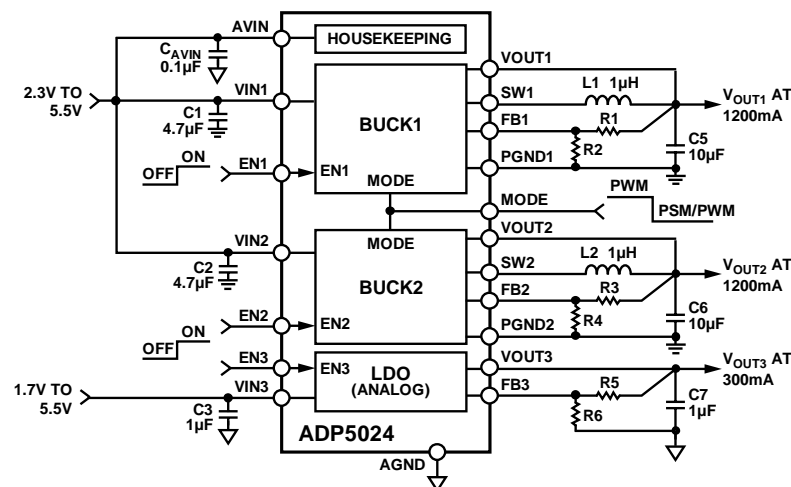 AVIN
HOUSEKEEPING
C_AVIN
0.1µF
VOUT1
L1 1µH
2.3V TO
5.5V
VIN1
SW1
V_OUT1 AT
1200mA
C1
4.7µF
BUCK1
FB1
R1
R2
C5
10µF
ON
OFF
EN1
EN1
PGND1
MODE
MODE
PWM
PSM/PWM
VIN2
MODE
VOUT2
L2 1µH
C2
4.7µF
BUCK2
SW2
V_OUT2 AT
1200mA
FB2
R3
R4
C6
10µF
ON
OFF
EN2
EN2
PGND2
EN3
EN3
LDO
(ANALOG)
VOUT3
V_OUT3 AT
300mA
1.7V TO
5.5V
VIN3
FB3
R5
R6
C7
1µF
C3
1µF
ADP5024
AGND